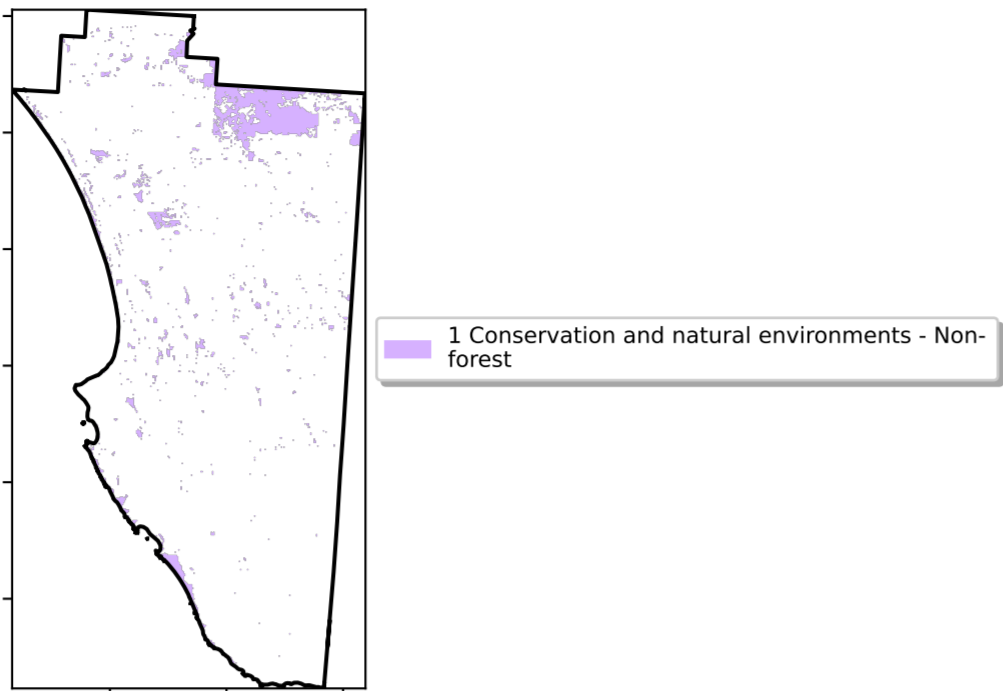 1 Conservation and natural environments - Non-
forest